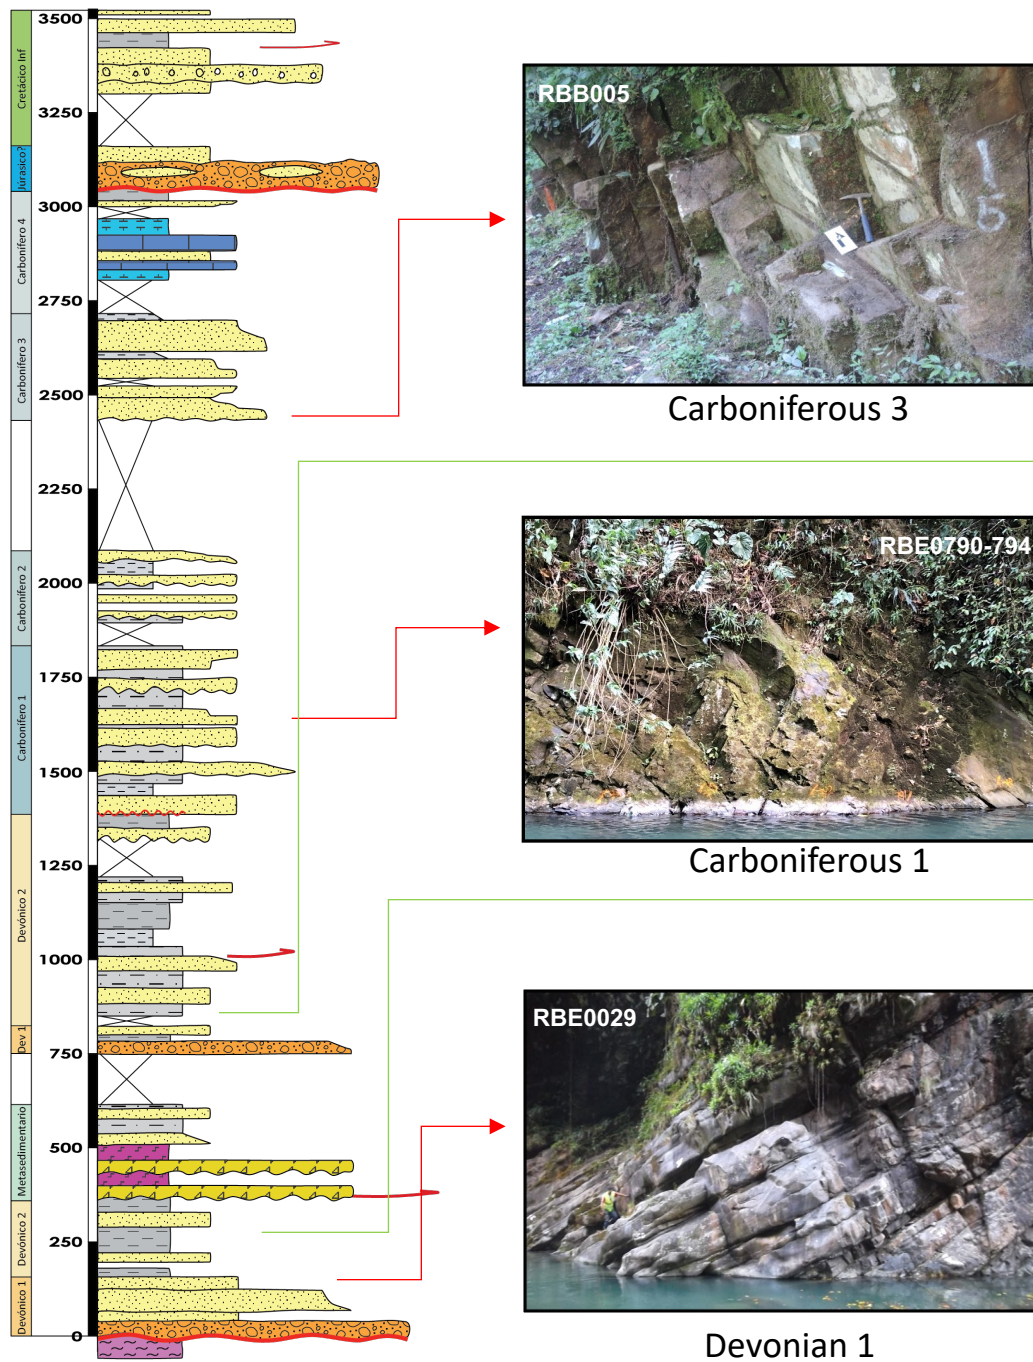 3500
3250
3000
2750
2500
2250
2000
1750
1500
1250
1000
750
500
250
0
Cretácico Inf
Jurasico?
Carbonífero 4
Carbonífero 3
Carbonífero 2
Carbonífero 1
Devónico 2
Dev 1
Metasedimentario
Devónico 2
Devónico 1
RBB005
15
Carboniferous 3
RBE0790-794
Carboniferous 1
RBE0029
Devonian 1